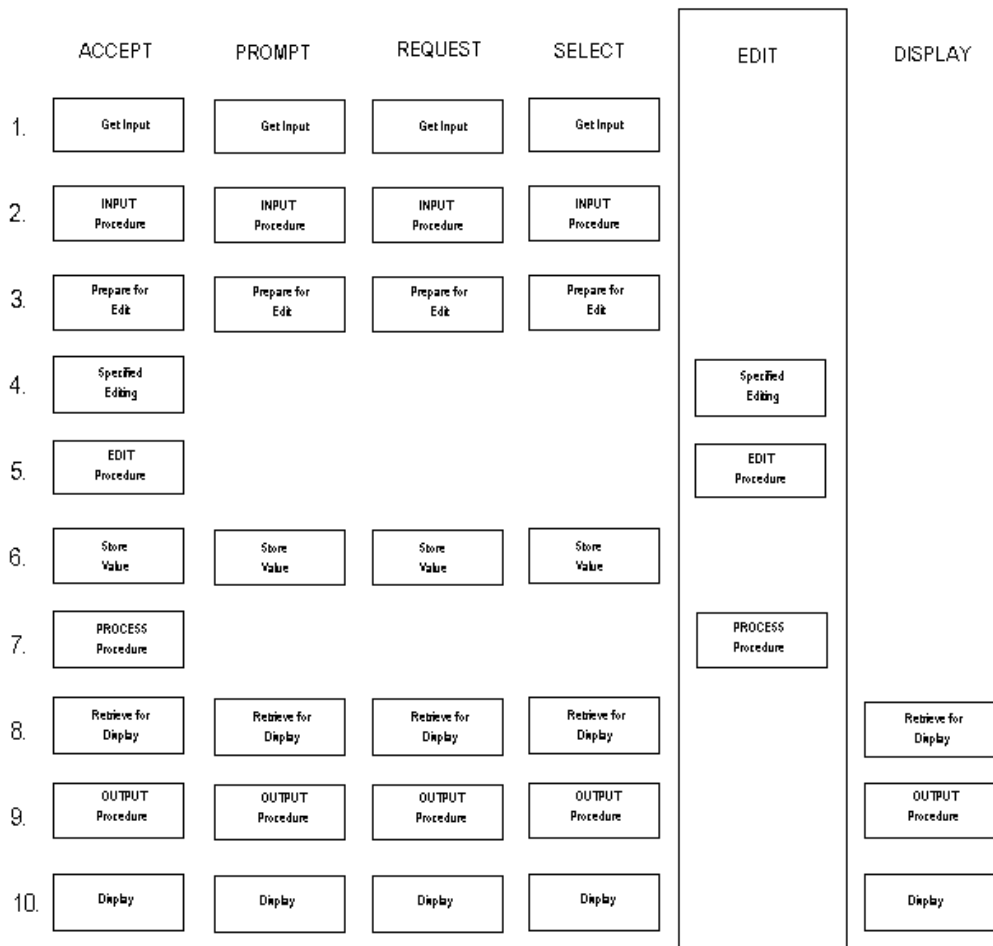 ACCEPT PROMPT REQUEST SELECT EDIT DISPLAY
1. Get Input Get Input Get Input Get Input
2. INPUT INPUT INPUT INPUT
Procedure Procedure Procedure Procedure
3. Prepare for Prepare for Prepare for Prepare for
Edit Edit Edit Edit
4. Specified Specified
Editing Editing
5. EDIT EDIT
Procedure Procedure
6. Store Store Store Store
Value Value Value Value
7. PROCESS PROCESS
Procedure Procedure
8. Retrieve for Retrieve for Retrieve for Retrieve for Retrieve for
Display Display Display Display Display
9. OUTPUT OUTPUT OUTPUT OUTPUT OUTPUT
Procedure Procedure Procedure Procedure Procedure
10. Display Display Display Display Display